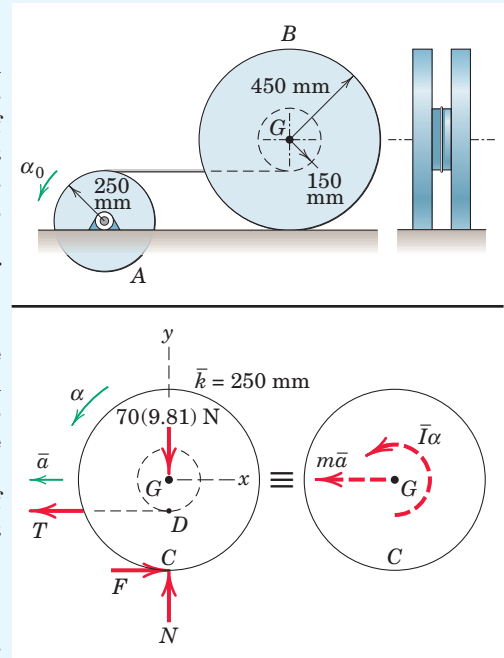 B
450 mm
G
α₀
250
mm
150
mm
A
y
k̄ = 250 mm
α
70(9.81) N
Īα
ā
mā
G
x
≡
G
D
T
C
C
F
N